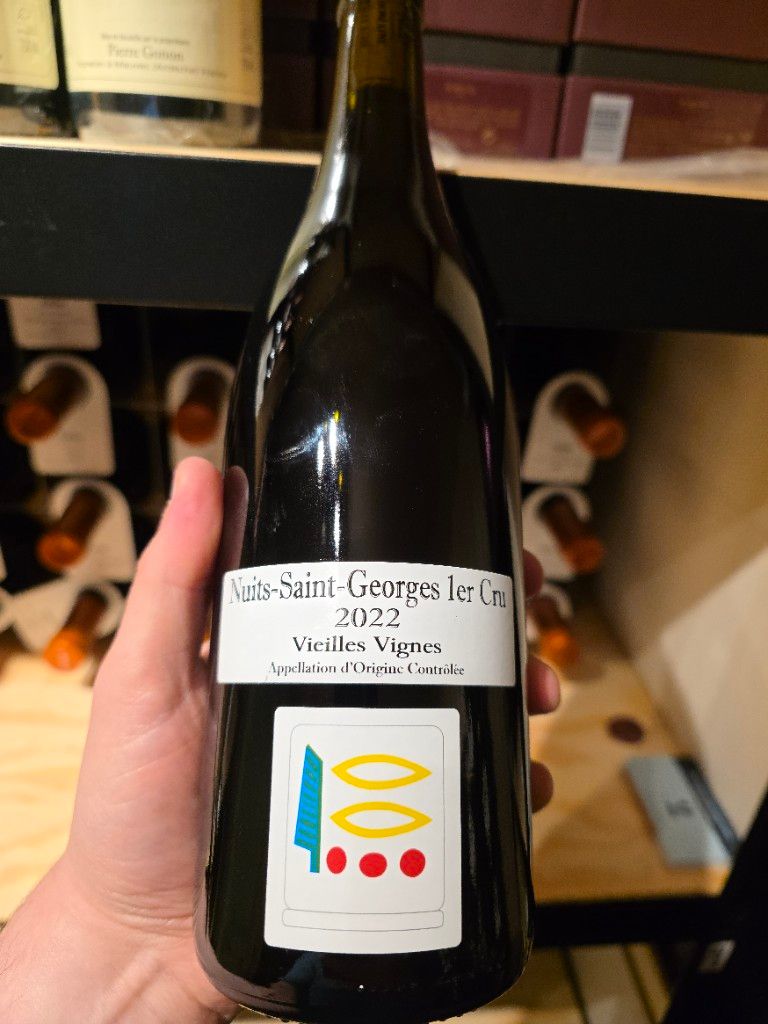 Pierre Gonon
Nuits-Saint-Georges 1er Cru
2022
Vieilles Vignes
Appellation d'Origine Contrôlée